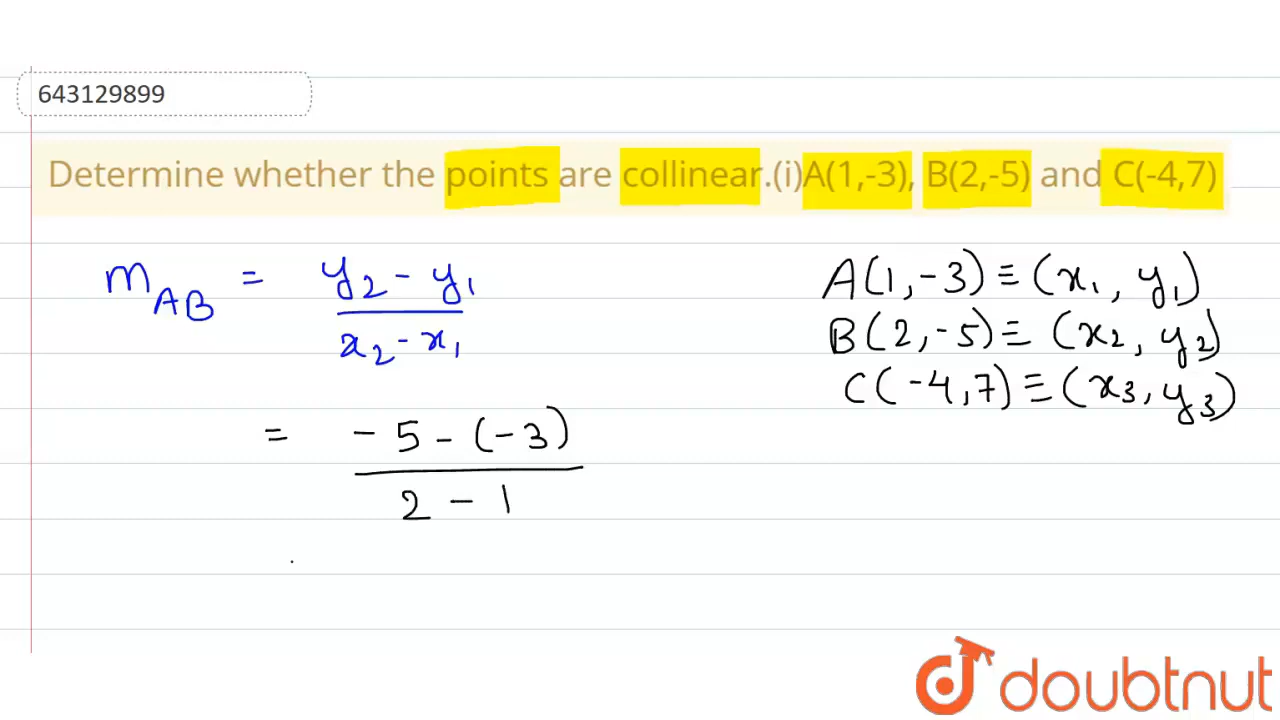 643129899
Determine whether the points are collinear.(i)A(1,-3), B(2,-5) and C(-4,7)
m_AB = (y₂ - y₁)/(x₂ - x₁)
= (-5-(-3))/(2-1)
A(1,-3) ≡ (x₁, y₁)
B(2,-5) ≡ (x₂, y₂)
C(-4,7) ≡ (x₃, y₃)
doubtnut